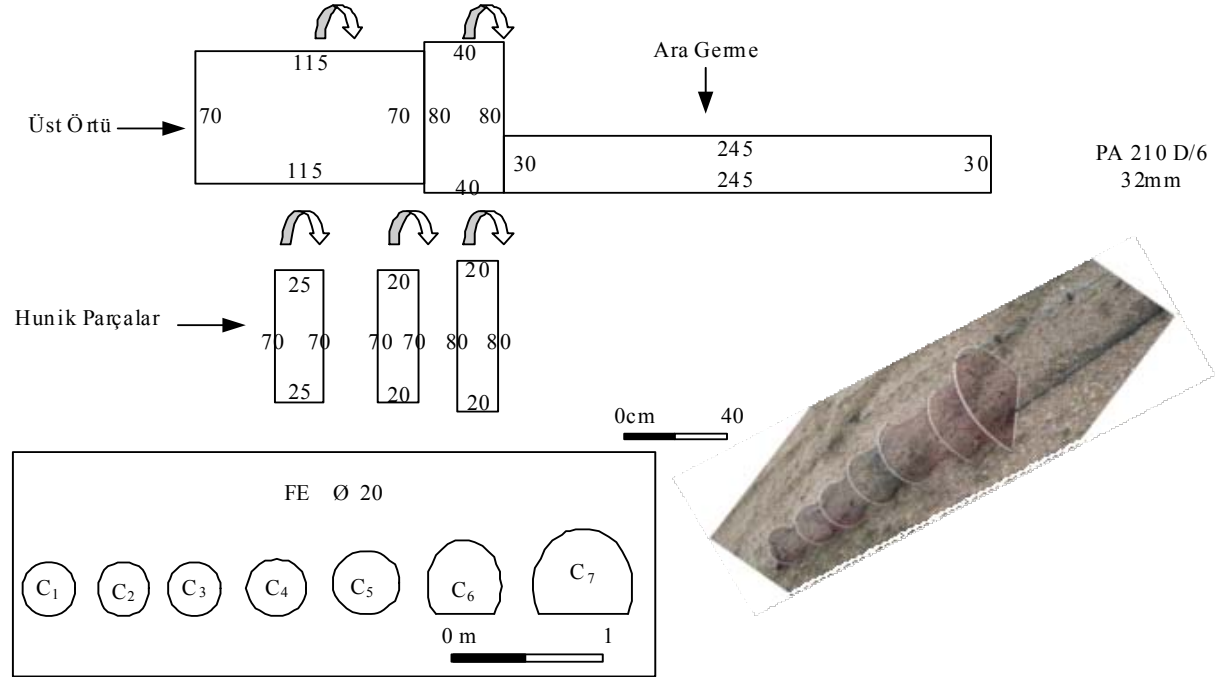 40
115
Ara Germe
70 70 80 80
Üst Örtü
30 245 30
245
115
40
PA 210 D/6
32mm
25 20 20
Hunik Parçalar
70 70 70 70 80 80
25 20 20
0cm 40
FE Ø 20
C₁ C₂ C₃ C₄ C₅ C₆ C₇
0 m 1